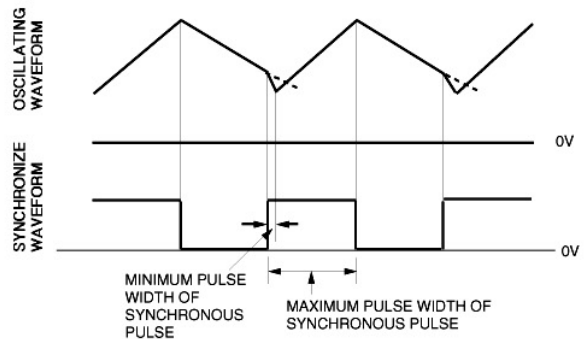 OSCILLATING
WAVEFORM
0V
SYNCHRONIZE
WAVEFORM
0V
MINIMUM PULSE
WIDTH OF
SYNCHRONOUS
PULSE
MAXIMUM PULSE WIDTH OF
SYNCHRONOUS PULSE